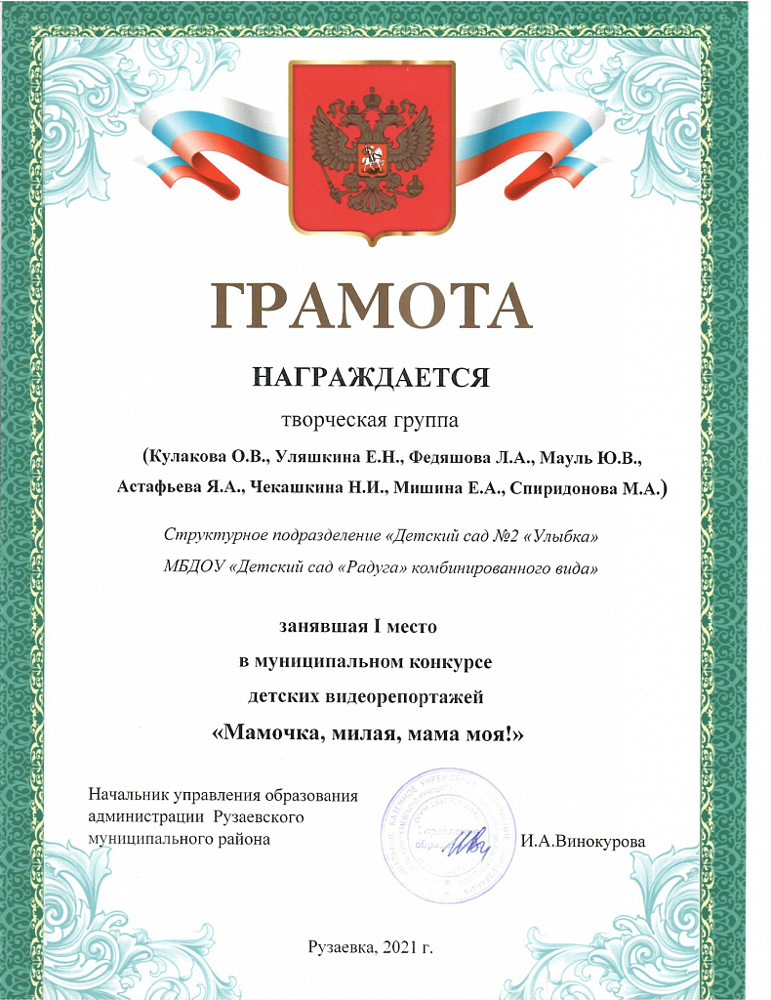 ГРАМОТА
НАГРАЖДАЕТСЯ
творческая группа
(Кулакова О.В., Уляшкина Е.Н., Федяшова Л.А., Мауль Ю.В.,
Астафьева Я.А., Чекашкина Н.И., Мишина Е.А., Спиридонова М.А.)
Структурное подразделение «Детский сад №2 «Улыбка»
МБДОУ «Детский сад «Радуга» комбинированного вида»
занявшая I место
в муниципальном конкурсе
детских видеорепортажей
«Мамочка, милая, мама моя!»
Начальник управления образования
администрации Рузаевского
муниципального района
И.А.Винокурова
Рузаевка, 2021 г.